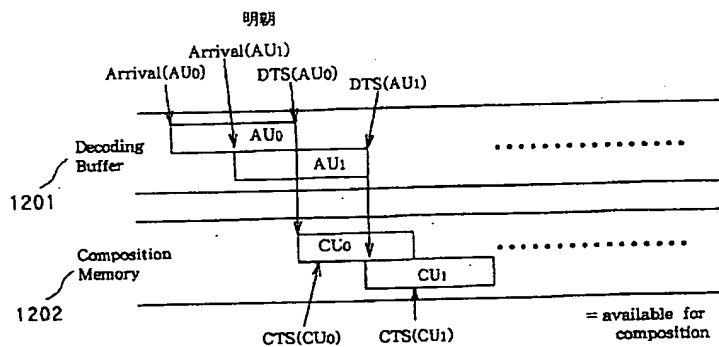 明朝
Arrival(AU1)
Arrival(AU0)
DTS(AU0)
DTS(AU1)
AU0
Decoding
Buffer
AU1
1201
CU0
Composition
Memory
CU1
1202
CTS(CU0)
CTS(CU1)
= available for
composition